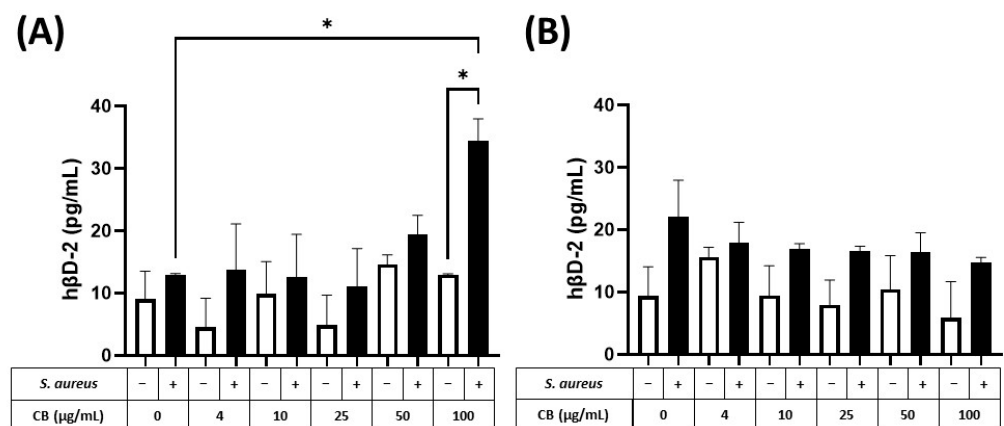 (A)
*
*
hβD-2 (pg/mL)
40
30
20
10
0
S. aureus − + − + − + − + − + − +
CB (µg/mL) 0 4 10 25 50 100
(B)
hβD-2 (pg/mL)
40
30
20
10
0
S. aureus − + − + − + − + − + − +
CB (µg/mL) 0 4 10 25 50 100